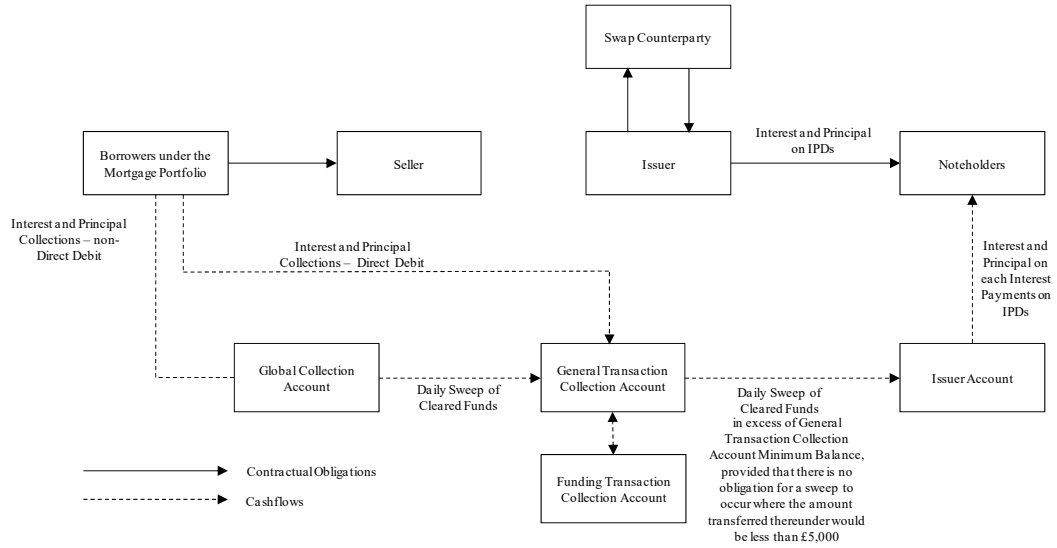 Swap Counterparty
Borrowers under the
Mortgage Portfolio
Seller
Issuer
Interest and Principal
on IPDs
Noteholders
Interest and Principal
Collections – non-
Direct Debit
Interest and Principal
Collections – Direct Debit
Interest and
Principal on
each Interest
Payments on
IPDs
Global Collection
Account
Daily Sweep of
Cleared Funds
General Transaction
Collection Account
Daily Sweep of
Cleared Funds
in excess of General
Transaction Collection
Account Minimum Balance,
provided that there is no
obligation for a sweep to
occur where the amount
transferred thereunder would
be less than £5,000
Issuer Account
Funding Transaction
Collection Account
Contractual Obligations
Cashflows